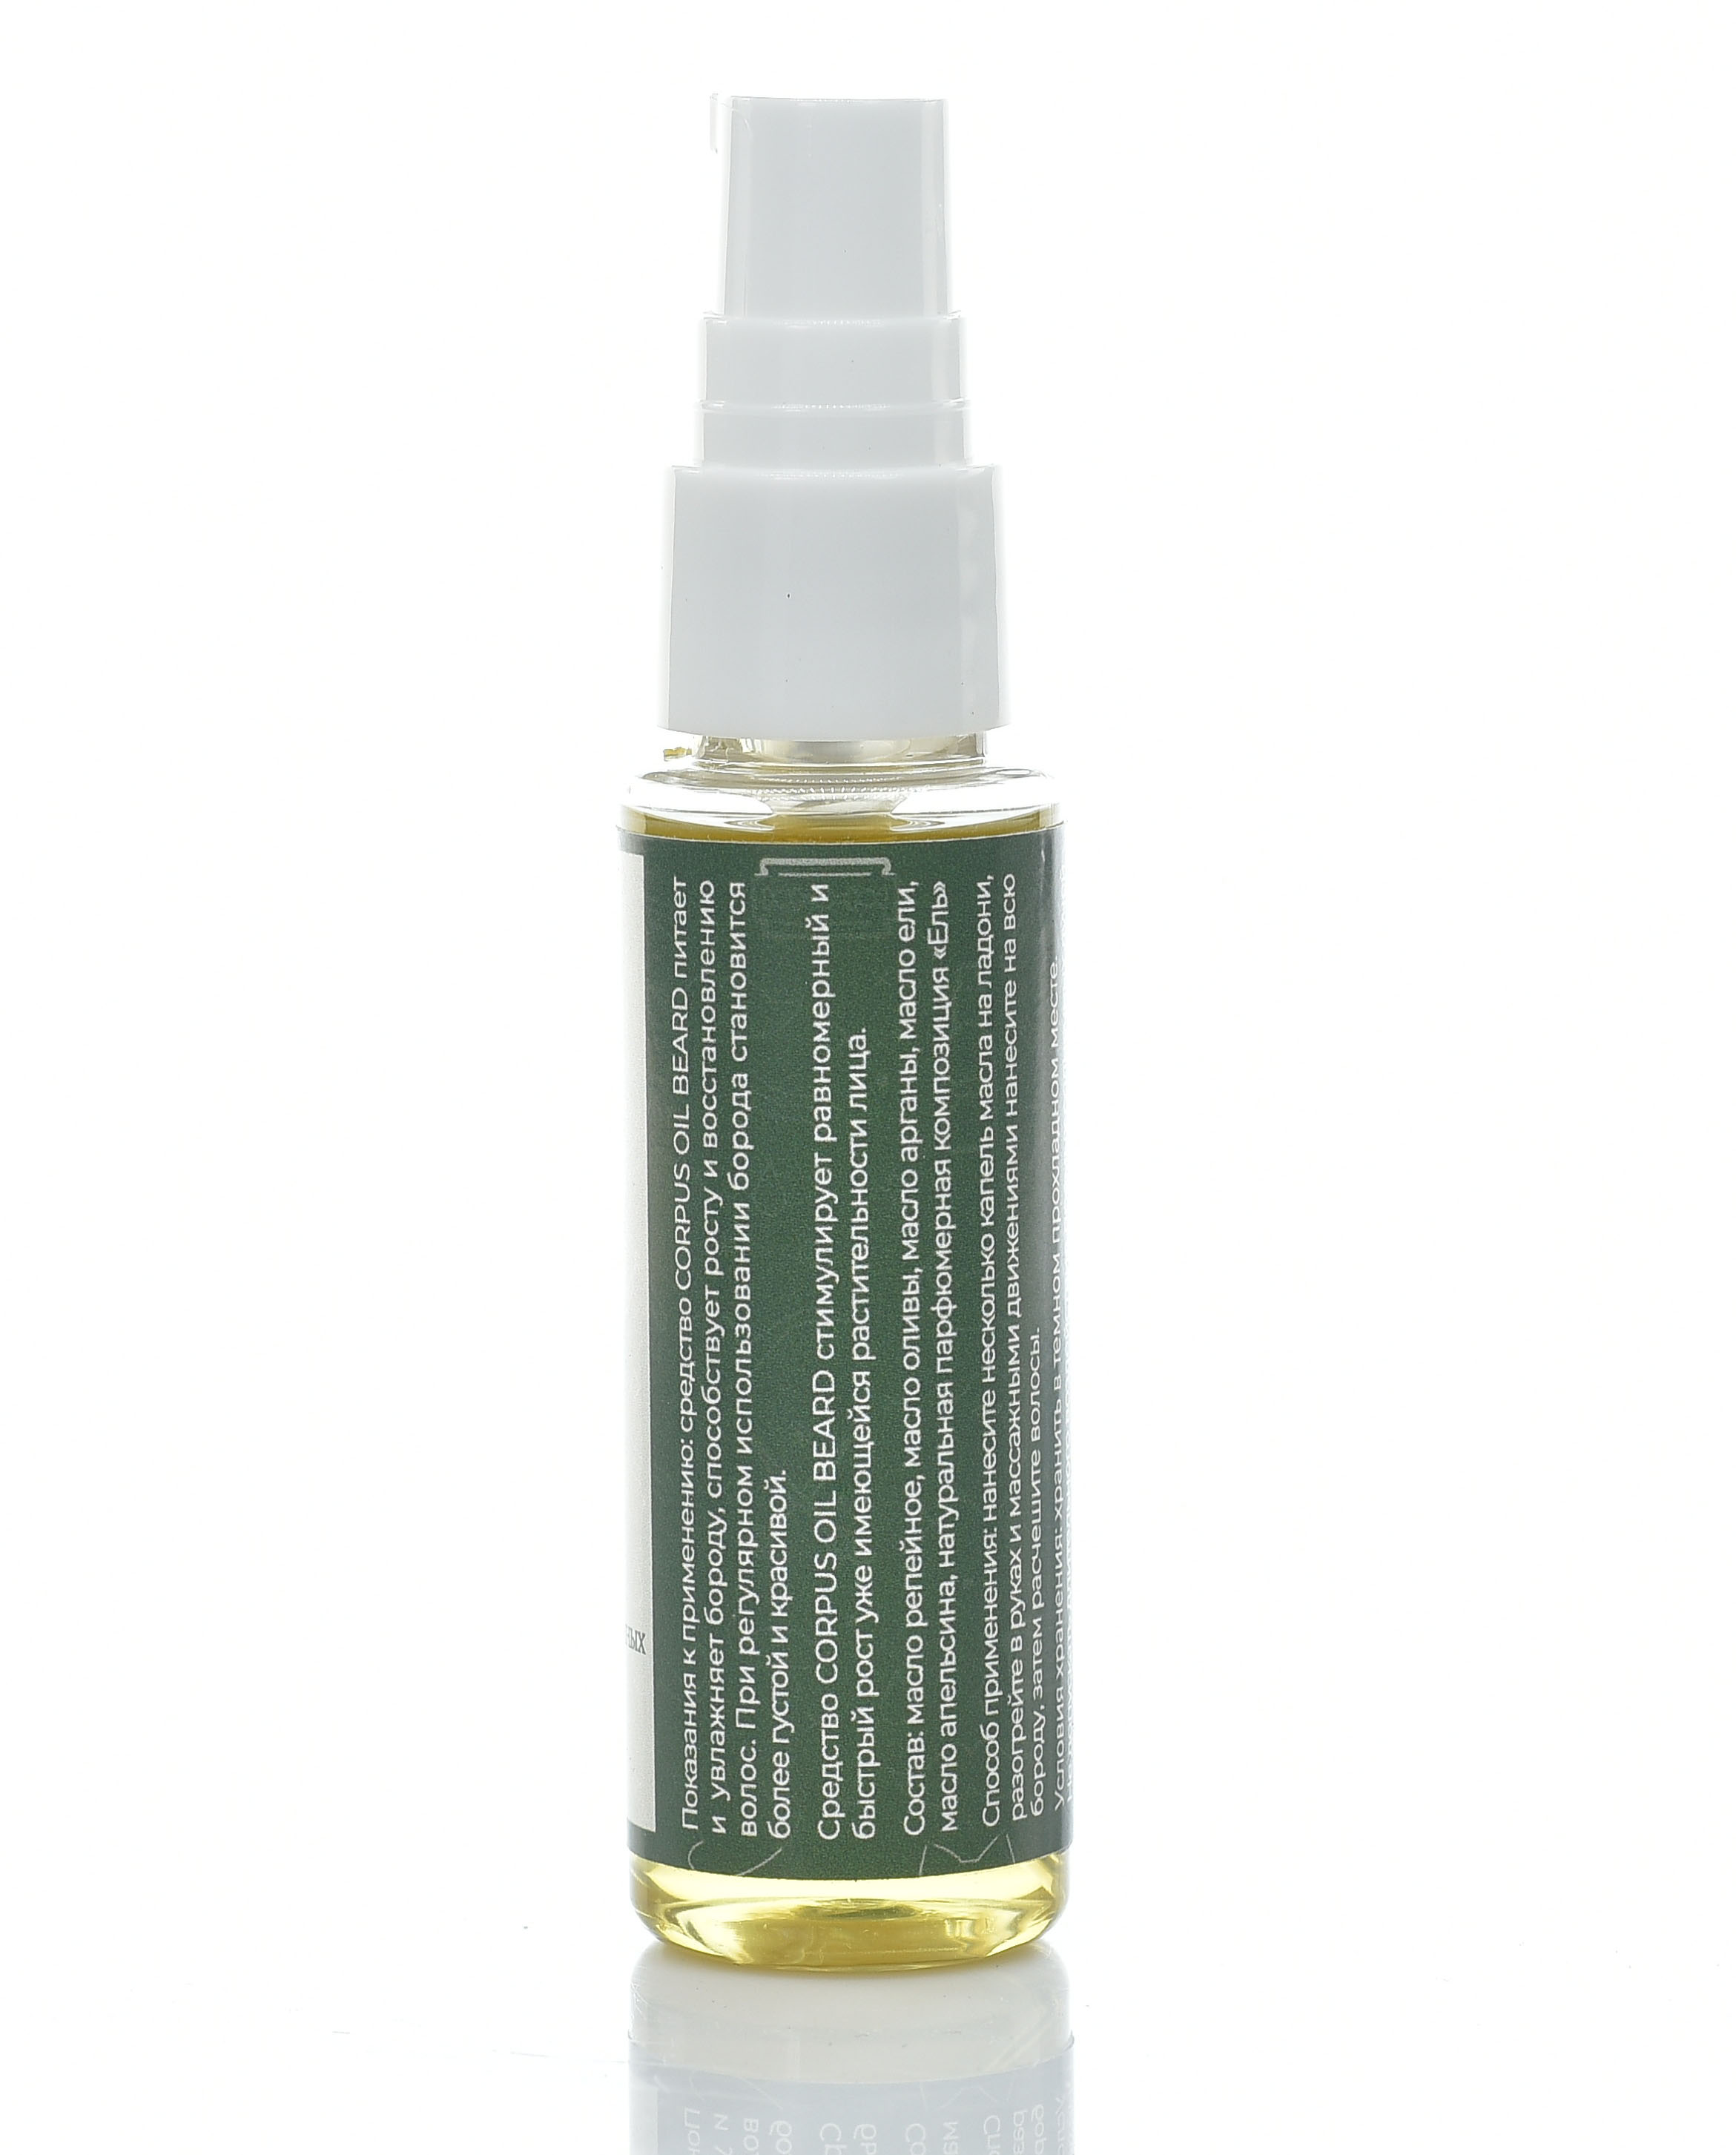 Показания к применению: средство CORPUS OIL BEARD питает
и увлажняет бороду, способствует росту и восстановлению
волос. При регулярном использовании борода становится
более густой и красивой.
Средство CORPUS OIL BEARD стимулирует равномерный и
быстрый рост уже имеющейся растительности лица.
Состав: масло репейное, масло оливы, масло арганы, масло ели,
масло апельсина, натуральная парфюмерная композиция «Ель»
Способ применения: нанесите несколько капель масла на ладони,
разогрейте в руках и массажными движениями нанесите на всю
бороду, затем расчешите волосы.
Условия хранения: хранить в темном прохладном месте.